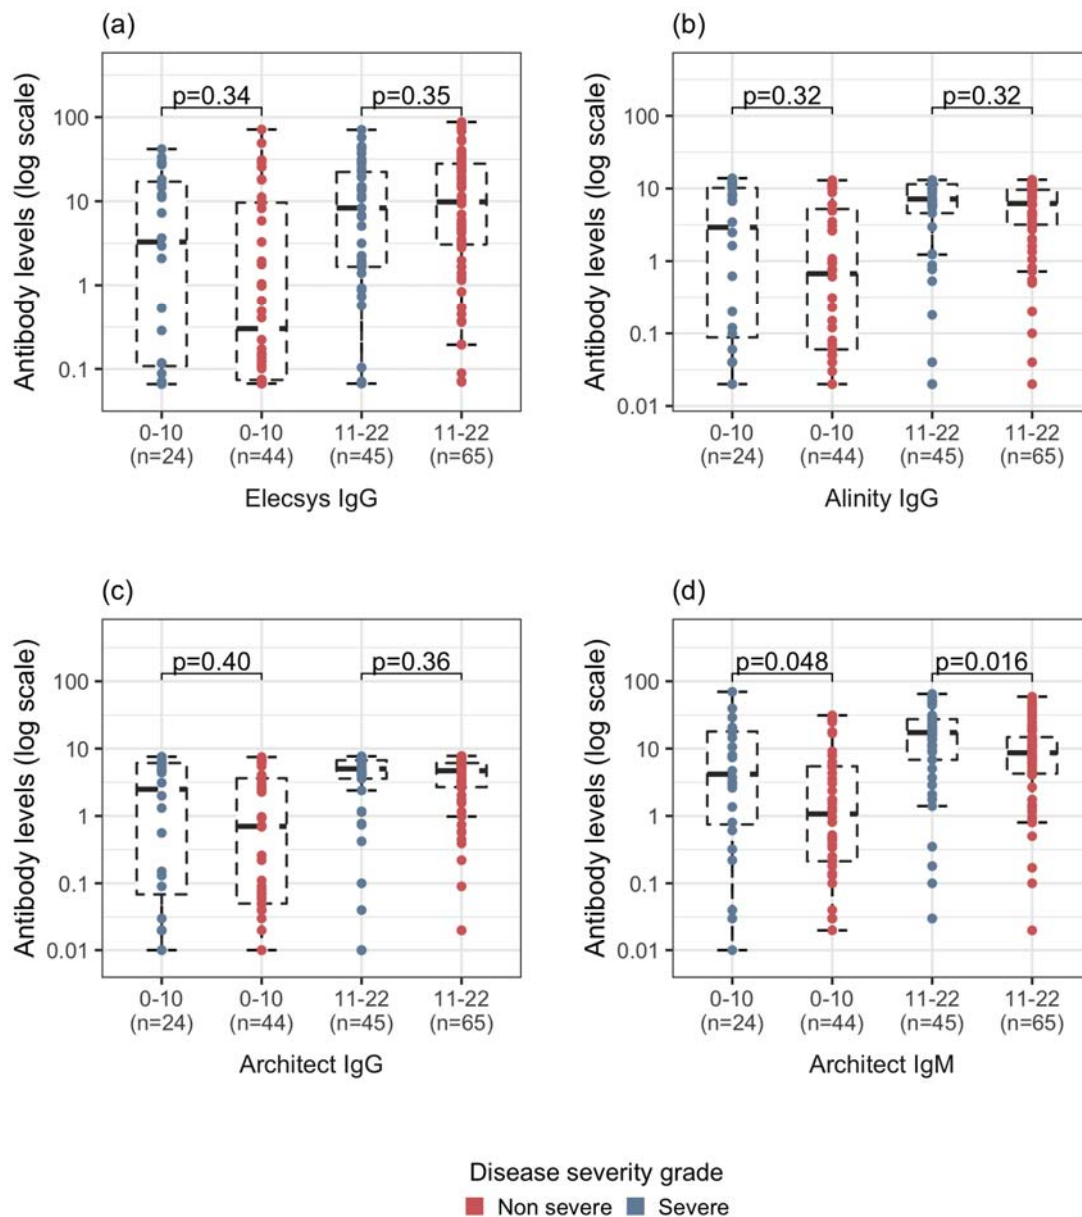 (a)
p=0.34
p=0.35
Antibody levels (log scale)
100
10
1
0.1
0-10
(n=24)
0-10
(n=44)
11-22
(n=45)
11-22
(n=65)
Elecsys IgG
(b)
p=0.32
p=0.32
Antibody levels (log scale)
100
10
1
0.1
0.01
0-10
(n=24)
0-10
(n=44)
11-22
(n=45)
11-22
(n=65)
Alinity IgG
(c)
p=0.40
p=0.36
Antibody levels (log scale)
100
10
1
0.1
0.01
0-10
(n=24)
0-10
(n=44)
11-22
(n=45)
11-22
(n=65)
Architect IgG
(d)
p=0.048
p=0.016
Antibody levels (log scale)
100
10
1
0.1
0.01
0-10
(n=24)
0-10
(n=44)
11-22
(n=45)
11-22
(n=65)
Architect IgM
Disease severity grade
Non severe Severe